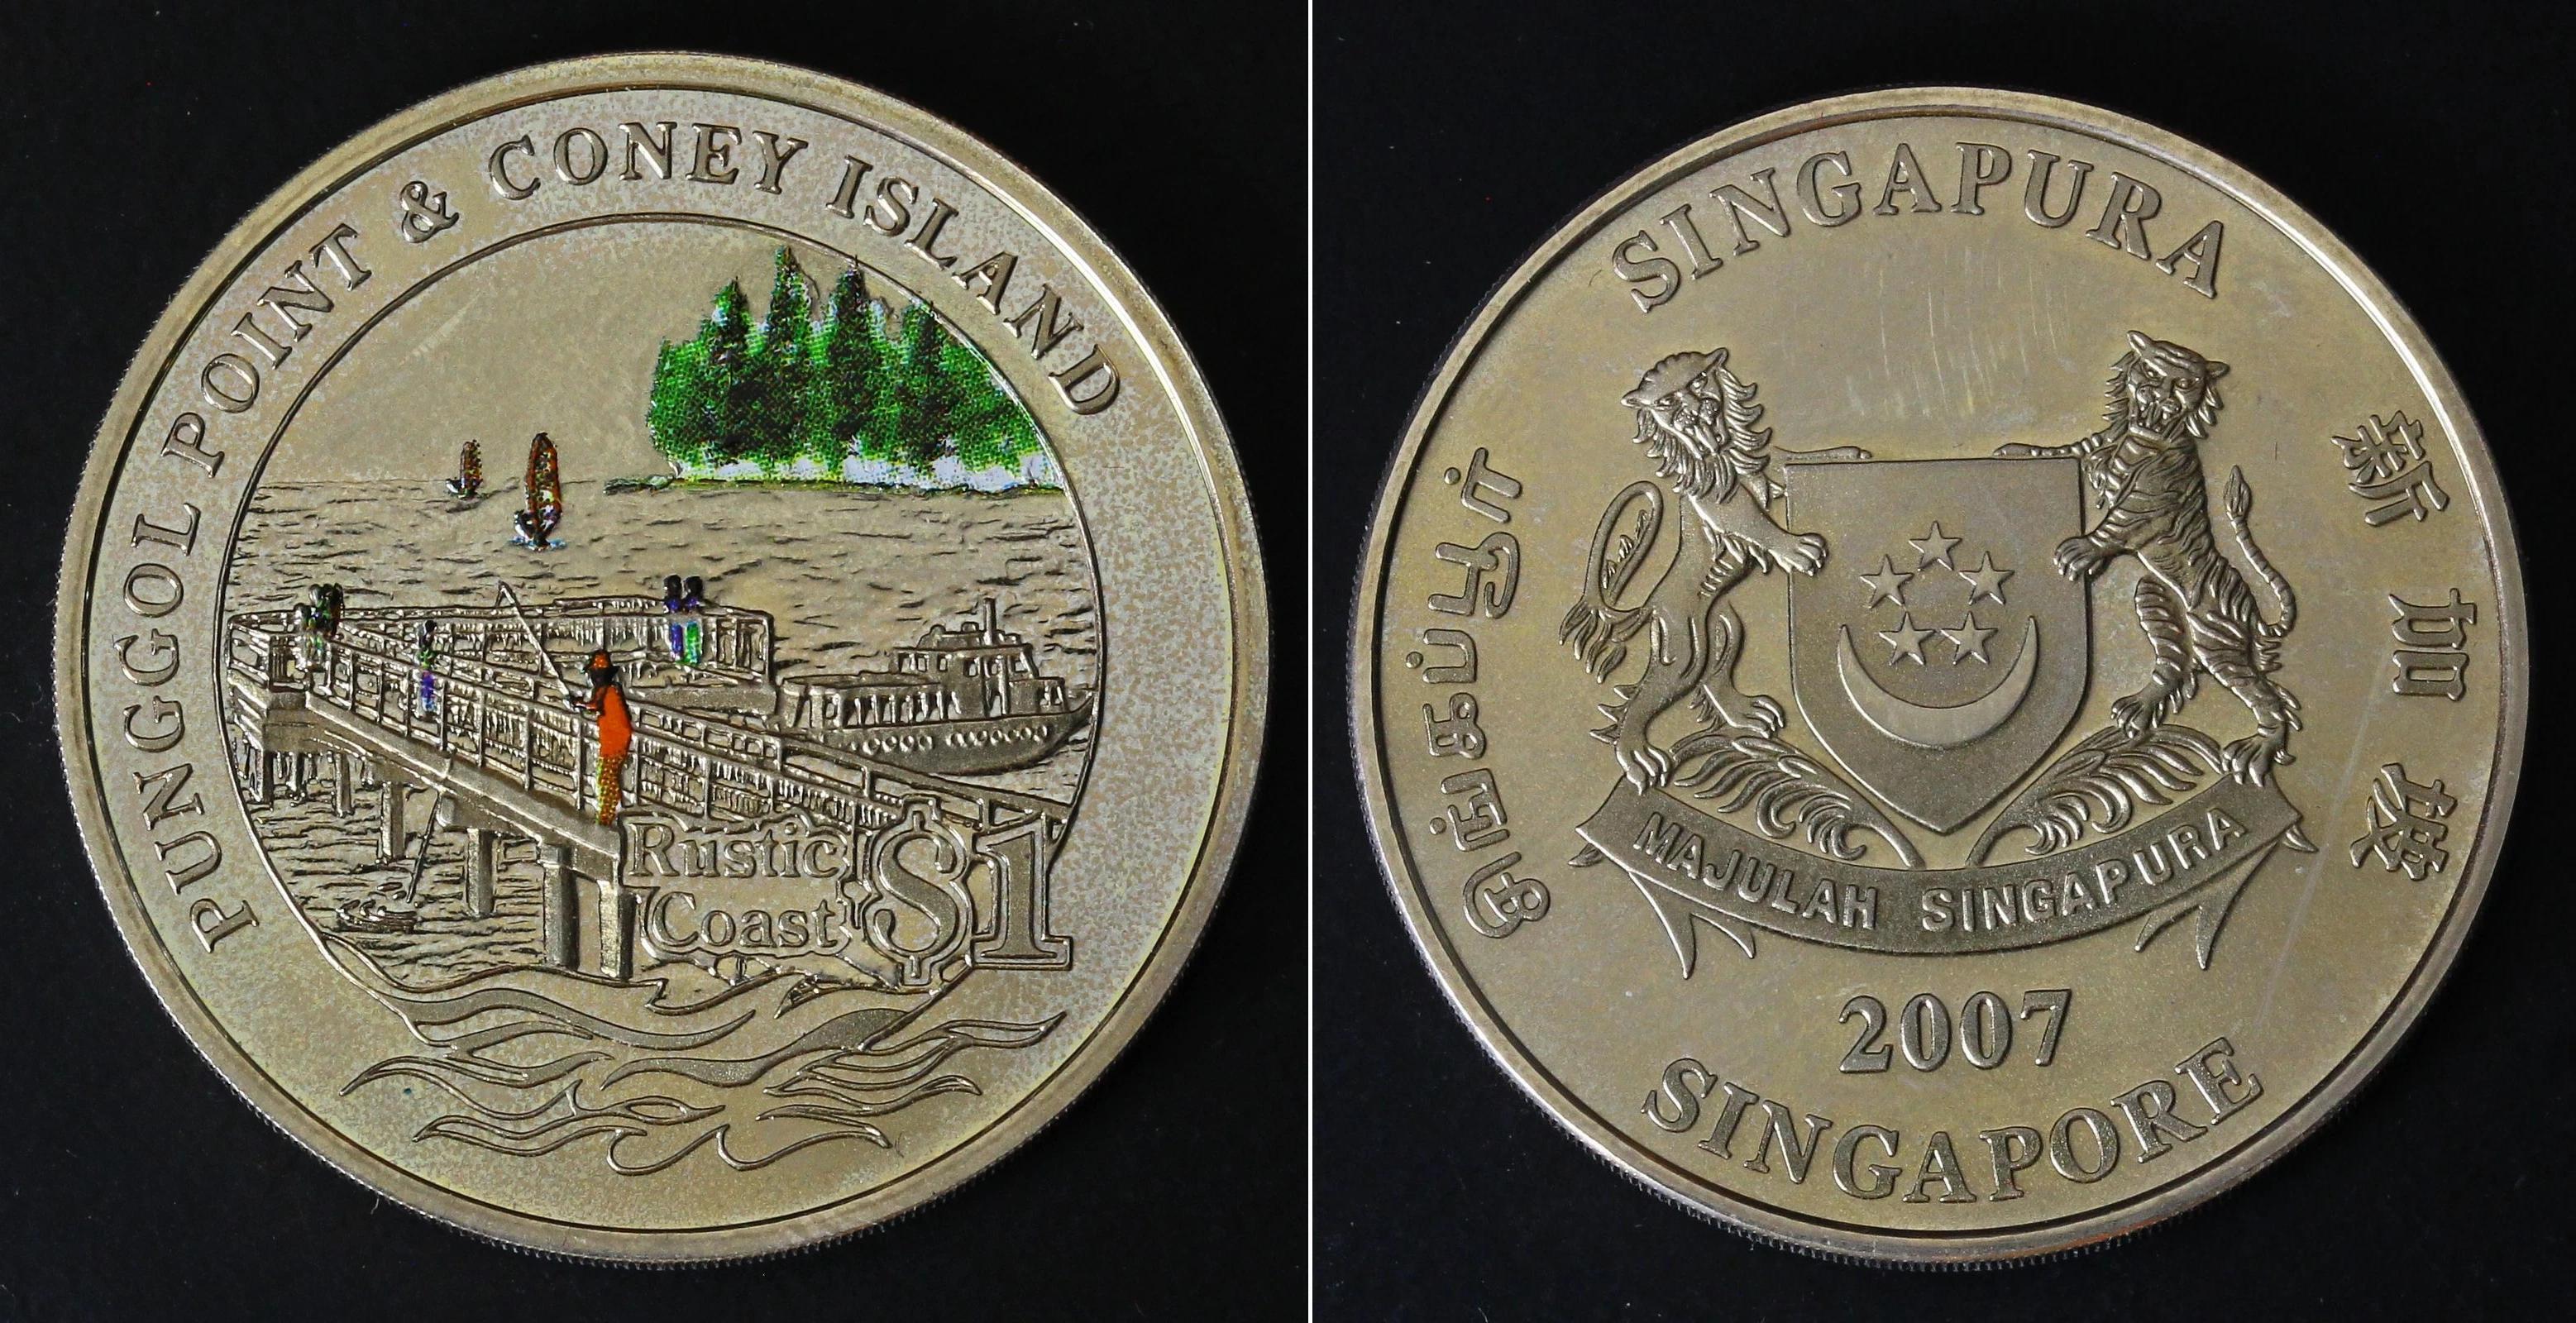 PUNGGOL POINT & CONEY ISLAND
Rustic
Coast
$1
SINGAPURA
சிங்கப்பூர்
新加坡
MAJULAH SINGAPURA
2007
SINGAPORE